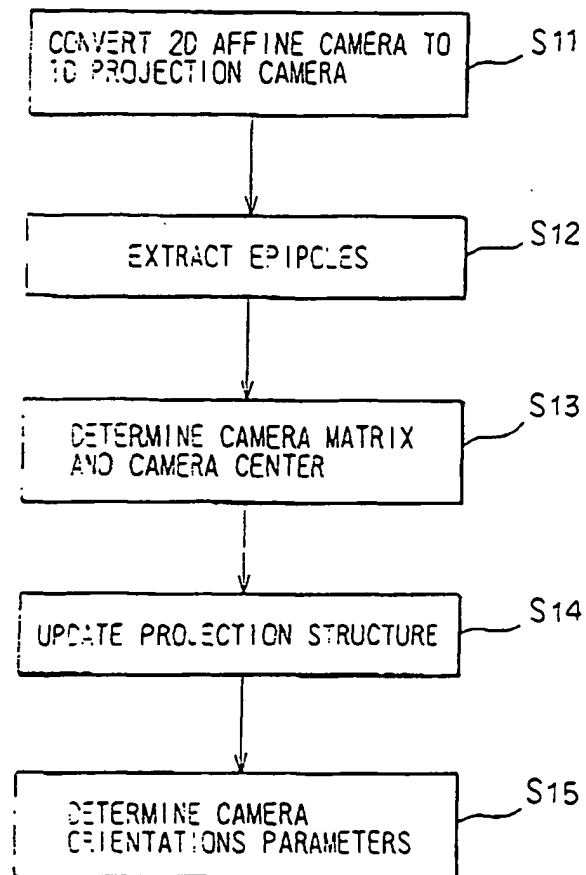 CONVERT 2D AFFINE CAMERA TO
1D PROJECTION CAMERA
S11
EXTRACT EPIPOLES
S12
DETERMINE CAMERA MATRIX
AND CAMERA CENTER
S13
UPDATE PROJECTION STRUCTURE
S14
DETERMINE CAMERA
ORIENTATIONS PARAMETERS
S15